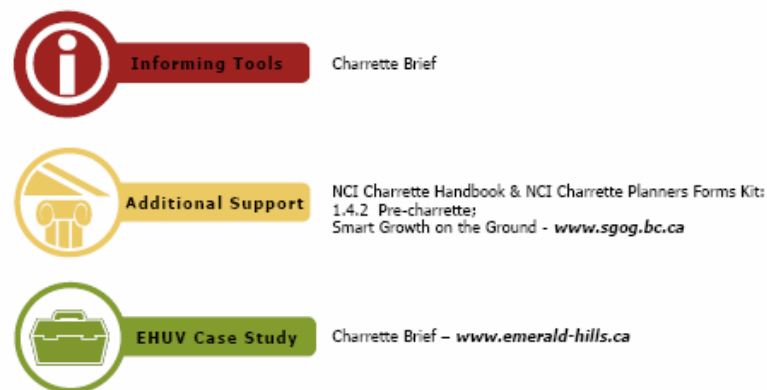 Informing Tools
Charrette Brief
Additional Support
NCI Charrette Handbook & NCI Charrette Planners Forms Kit:
1.4.2 Pre-charrette;
Smart Growth on the Ground - www.sgog.bc.ca
EHUV Case Study
Charrette Brief – www.emerald-hills.ca